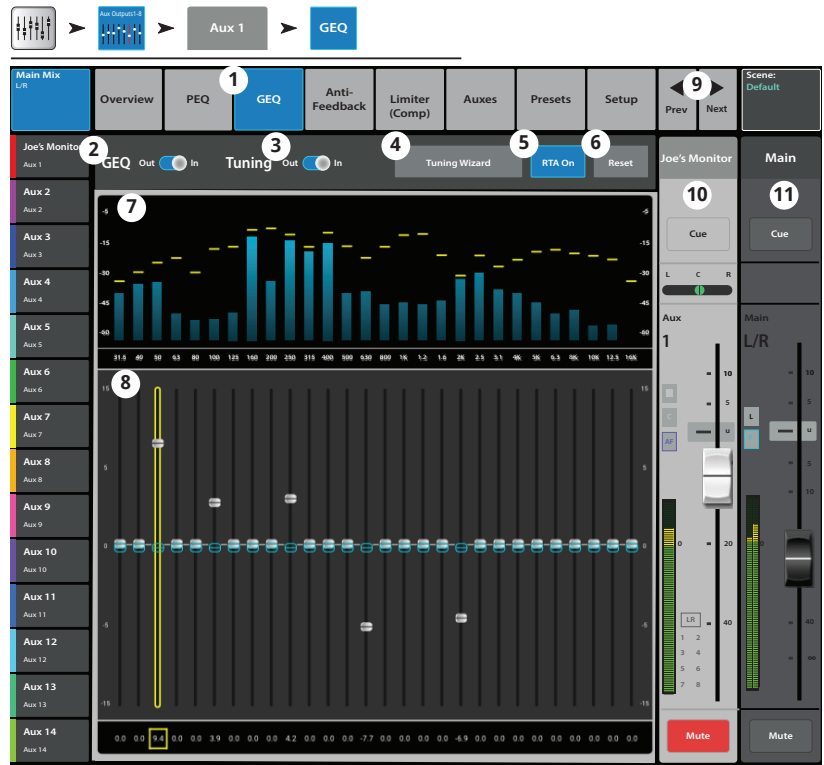 Aux Outputs1-8
Aux 1
GEQ
Main Mix
L/R
Overview
PEQ
1
GEQ
Anti-
Feedback
Limiter
(Comp)
Auxes
Presets
Setup
9
Prev
Next
Scene:
Default
Joe's Monitor
Aux 1
Aux 2
Aux 2
Aux 3
Aux 3
Aux 4
Aux 4
Aux 5
Aux 5
Aux 6
Aux 6
Aux 7
Aux 7
Aux 8
Aux 8
Aux 9
Aux 9
Aux 10
Aux 10
Aux 11
Aux 11
Aux 12
Aux 12
Aux 13
Aux 13
Aux 14
Aux 14
2
GEQ Out In
3
Tuning Out In
4
Tuning Wizard
5
RTA On
6
Reset
7
-5 -5
-15 -15
-30 -30
-45 -45
-60 -60
31.5 40 50 63 80 100 125 160 200 250 315 400 500 630 800 1K 1.2 1.6 2K 2.5 3.1 4K 5K 6.3 8K 10K 12.5 16K
8
15 15
5 5
0 0
-5 -5
-15 -15
0.0 0.0 9.4 0.0 0.0 3.9 0.0 0.0 0.0 4.2 0.0 0.0 0.0 -7.7 0.0 0.0 0.0 0.0 -6.9 0.0 0.0 0.0 0.0 0.0 0.0 0.0 0.0 0.0
Joe's Monitor
10
Cue
L C R
Aux
1
10
5
C
u
AF
0
20
LR
40
1 2
3 4
5 6
7 8
Mute
Main
11
Cue
Main
L/R
10
5
L
u
5
10
0
40
∞
Mute